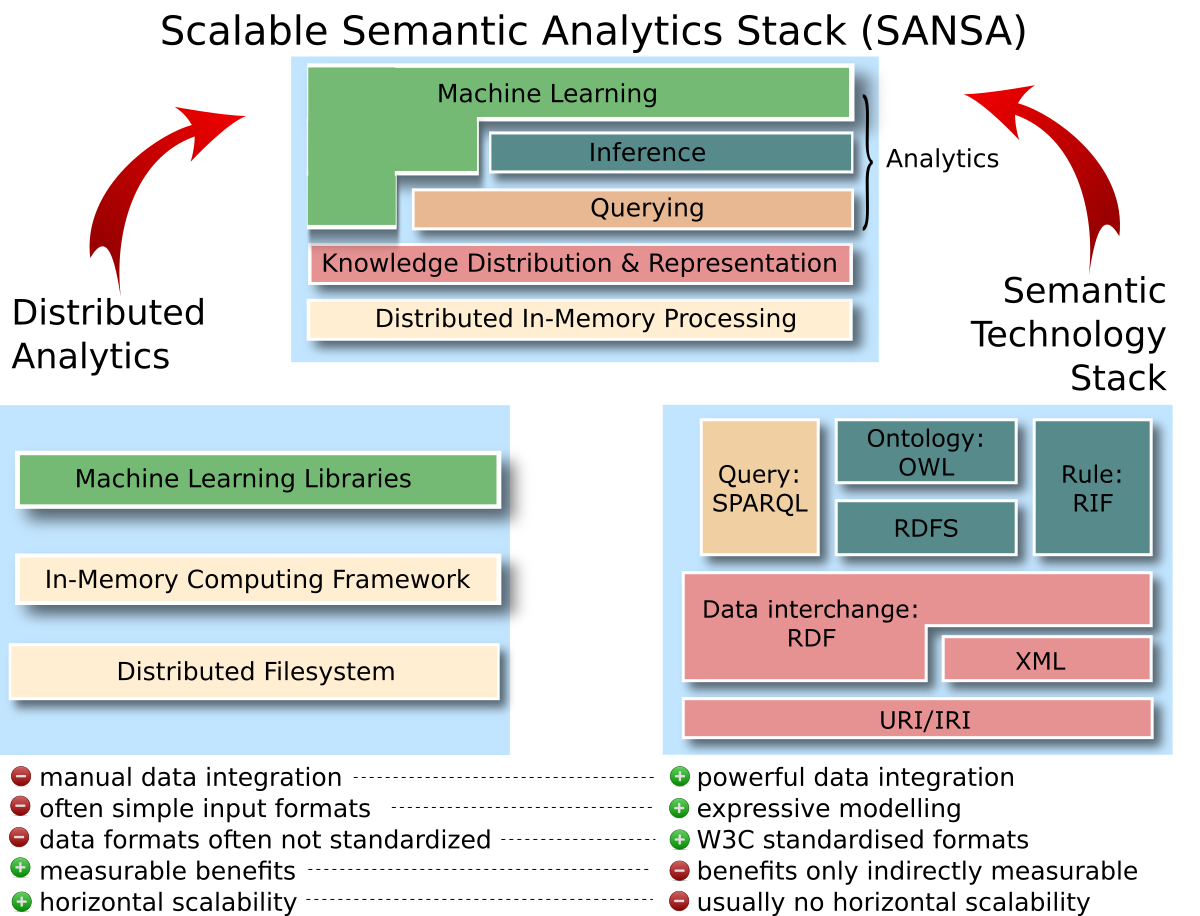 Scalable Semantic Analytics Stack (SANSA)
Machine Learning
Inference
Querying
Analytics
Knowledge Distribution & Representation
Distributed In-Memory Processing
Distributed
Analytics
Semantic
Technology
Stack
Machine Learning Libraries
In-Memory Computing Framework
Distributed Filesystem
Query:
SPARQL
Ontology:
OWL
RDFS
Rule:
RIF
Data interchange:
RDF
XML
URI/IRI
manual data integration
often simple input formats
data formats often not standardized
measurable benefits
horizontal scalability
powerful data integration
expressive modelling
W3C standardised formats
benefits only indirectly measurable
usually no horizontal scalability